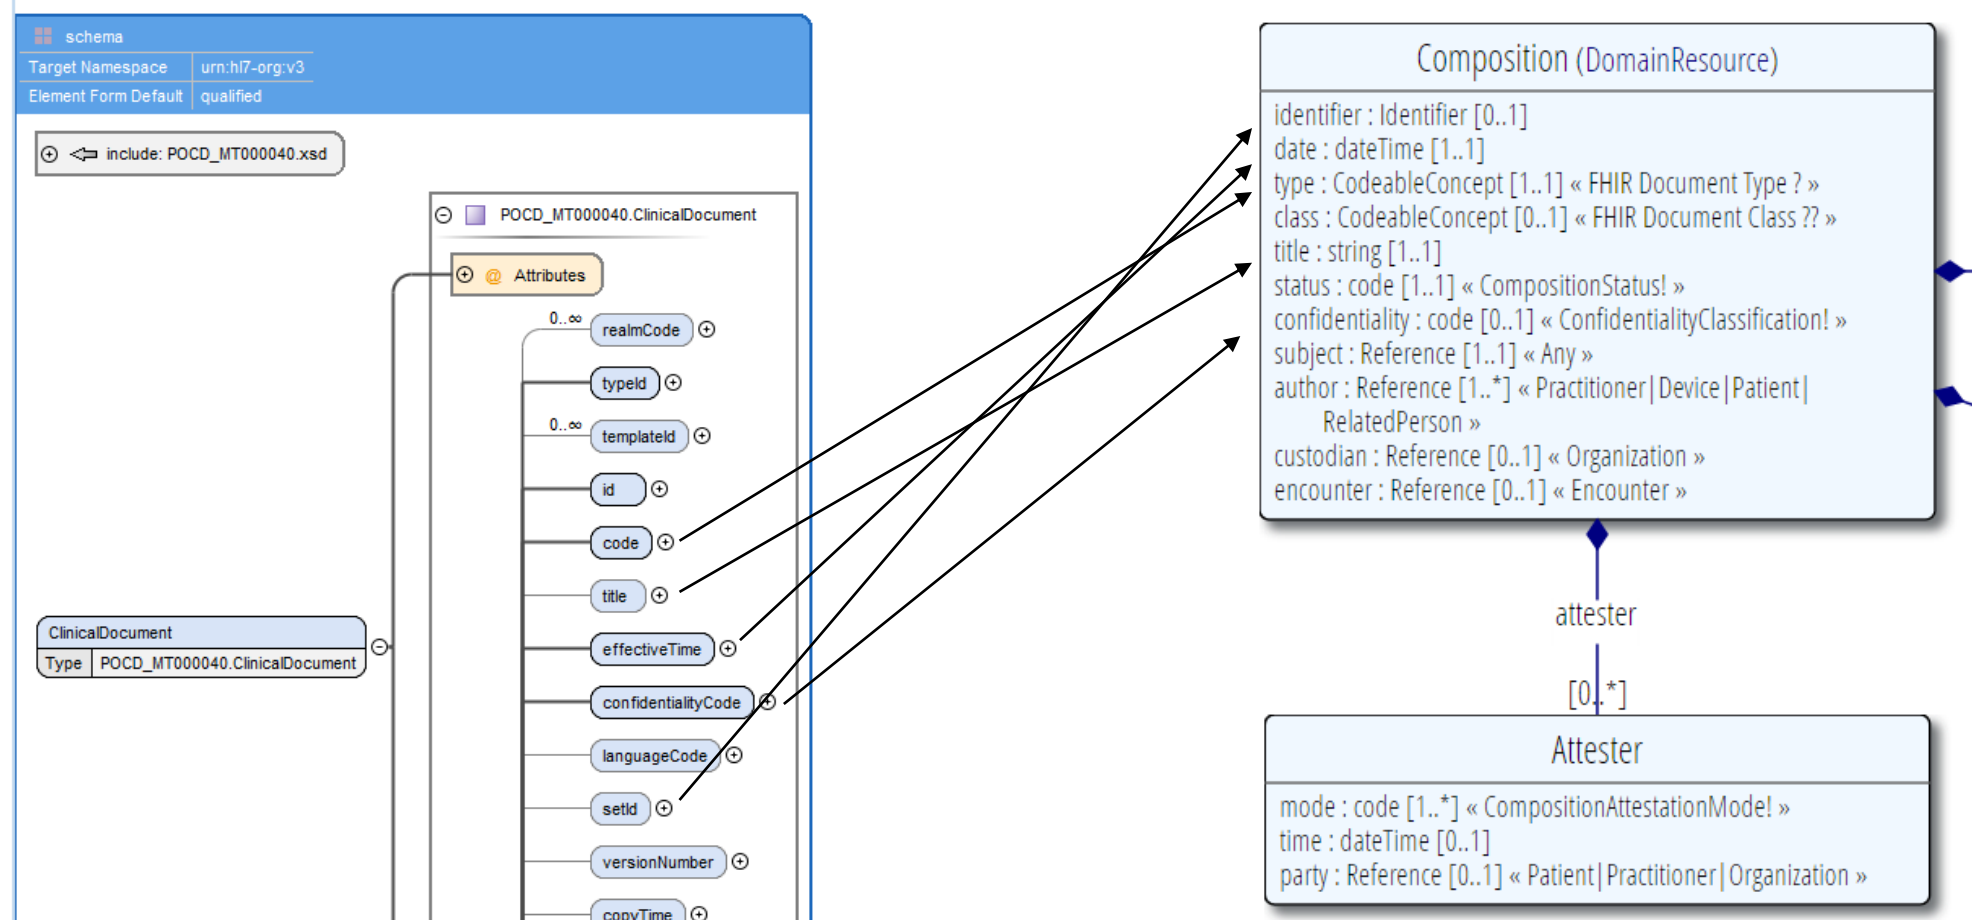 schema
Target Namespace urn:hl7-org:v3
Element Form Default qualified
include: POCD_MT000040.xsd
POCD_MT000040.ClinicalDocument
@ Attributes
0..∞
realmCode
typeId
0..∞
templateId
id
code
title
ClinicalDocument
Type POCD_MT000040.ClinicalDocument
effectiveTime
confidentialityCode
languageCode
setId
versionNumber
copyTime
Composition (DomainResource)
identifier : Identifier [0..1]
date : dateTime [1..1]
type : CodeableConcept [1..1] « FHIR Document Type ? »
class : CodeableConcept [0..1] « FHIR Document Class ?? »
title : string [1..1]
status : code [1..1] « CompositionStatus! »
confidentiality : code [0..1] « ConfidentialityClassification! »
subject : Reference [1..1] « Any »
author : Reference [1..*] « Practitioner|Device|Patient|
RelatedPerson »
custodian : Reference [0..1] « Organization »
encounter : Reference [0..1] « Encounter »
attester
[0..*]
Attester
mode : code [1..*] « CompositionAttestationMode! »
time : dateTime [0..1]
party : Reference [0..1] « Patient|Practitioner|Organization »